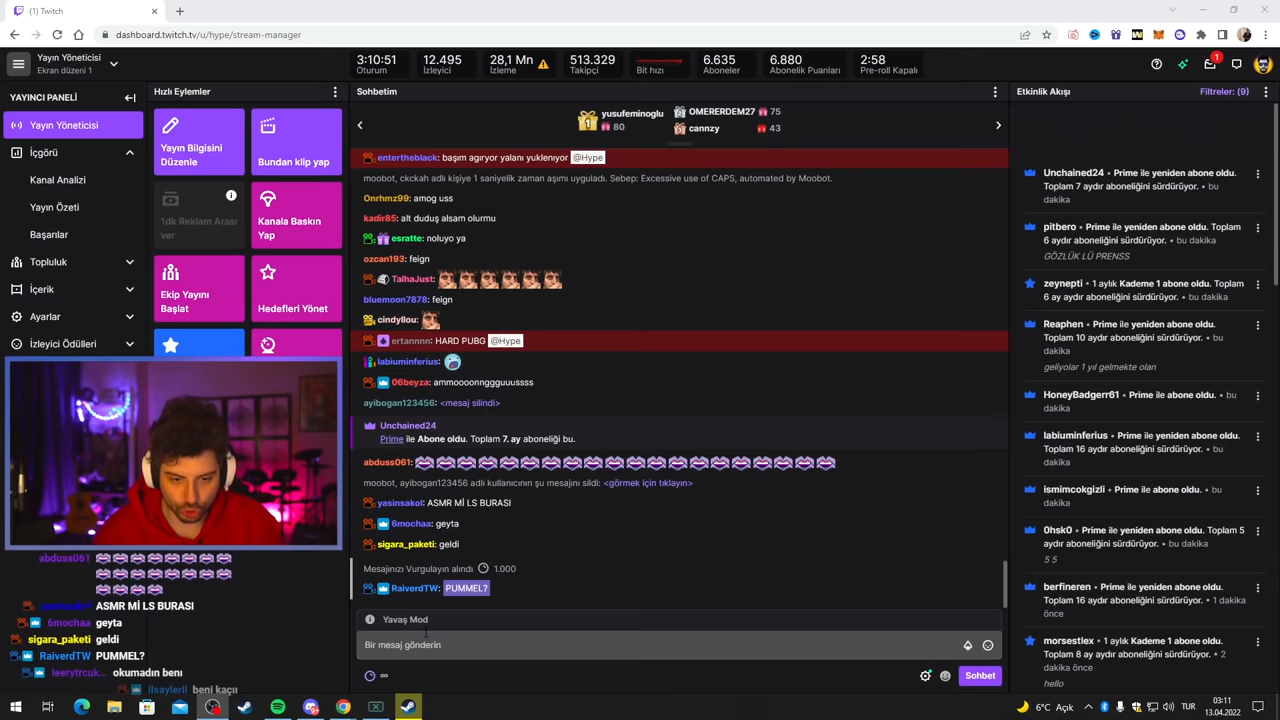 (1) Twitch
dashboard.twitch.tv/u/hype/stream-manager
Yayın Yöneticisi
Ekran düzeni 1
3:10:51
Oturum
12.495
İzleyici
28,1 Mn
İzleme
513.329
Takipçi
Bit hızı
6.635
Aboneler
6.880
Abonelik Puanları
2:58
Pre-roll Kapalı
1
YAYINCI PANELİ
Yayın Yöneticisi
İçgörü
Kanal Analizi
Yayın Özeti
Başarılar
Topluluk
İçerik
Ayarlar
İzleyici Ödülleri
Hızlı Eylemler
Yayın Bilgisini
Düzenle
Bundan klip yap
1dk Reklam Arası
ver
Kanala Baskın
Yap
Ekip Yayını
Başlat
Hedefleri Yönet
Sohbetim
1
yusufeminoglu
80
OMERERDEM27 75
cannzy 43
entertheblack: başım agırıyor yalanı yuklenıyor @Hype
moobot, ckckah adlı kişiye 1 saniyelik zaman aşımı uyguladı. Sebep: Excessive use of CAPS, automated by Moobot.
Onrhmz99: amog uss
kadir85: alt duduş alsam olurmu
esratte: noluyo ya
ozcan193: feign
TalhaJust:
bluemoon7878: feign
cindyllou:
ertannnn: HARD PUBG @Hype
labiuminferius:
06beyza: ammoooonngggguuussss
ayibogan123456: <mesaj silindi>
Unchained24
Prime ile Abone oldu. Toplam 7. ay aboneliği bu.
abduss061:
moobot, ayibogan123456 adlı kullanıcının şu mesajını sildi: <görmek için tıklayın>
yasinsakol: ASMR Mİ LS BURASI
6mochaa: geyta
sigara_paketi: geldi
Mesajınızı Vurgulayın alındı 1.000
RaiverdTW: PUMMEL?
Yavaş Mod
Bir mesaj gönderin
∞
Sohbet
Etkinlik Akışı
Filtreler: (9)
Unchained24 • Prime ile yeniden abone oldu.
Toplam 7 aydır aboneliğini sürdürüyor. • bu
dakika
pitbero • Prime ile yeniden abone oldu. Toplam
6 aydır aboneliğini sürdürüyor. • bu dakika
GÖZLÜK LÜ PRENSS
zeynepti • 1 aylık Kademe 1 abone oldu. Toplam
6 ay aydır aboneliğini sürdürüyor. • bu dakika
Reaphen • Prime ile yeniden abone oldu.
Toplam 10 aydır aboneliğini sürdürüyor. • bu
dakika
geliyolar 1 yıl gelmekte olan
HoneyBadgerr61 • Prime ile abone oldu. • bu
dakika
labiuminferius • Prime ile yeniden abone oldu.
Toplam 16 aydır aboneliğini sürdürüyor. • bu
dakika
ismimcokgizli • Prime ile abone oldu. • bu
dakika
0hsk0 • Prime ile yeniden abone oldu. Toplam 5
aydır aboneliğini sürdürüyor. • bu dakika
5 5
berfineren • Prime ile yeniden abone oldu.
Toplam 16 aydır aboneliğini sürdürüyor. • 1 dakika
önce
morsestlex • 1 aylık Kademe 1 abone oldu.
Toplam 8 ay aydır aboneliğini sürdürüyor. • 2
dakika önce
hello
abduss061
ASMR Mİ LS BURASI
6mochaa geyta
sigara_paketi geldi
RaiverdTW PUMMEL?
okumadın benı
beni kaçıı
6°C Açık
TUR
03:11
13.04.2022